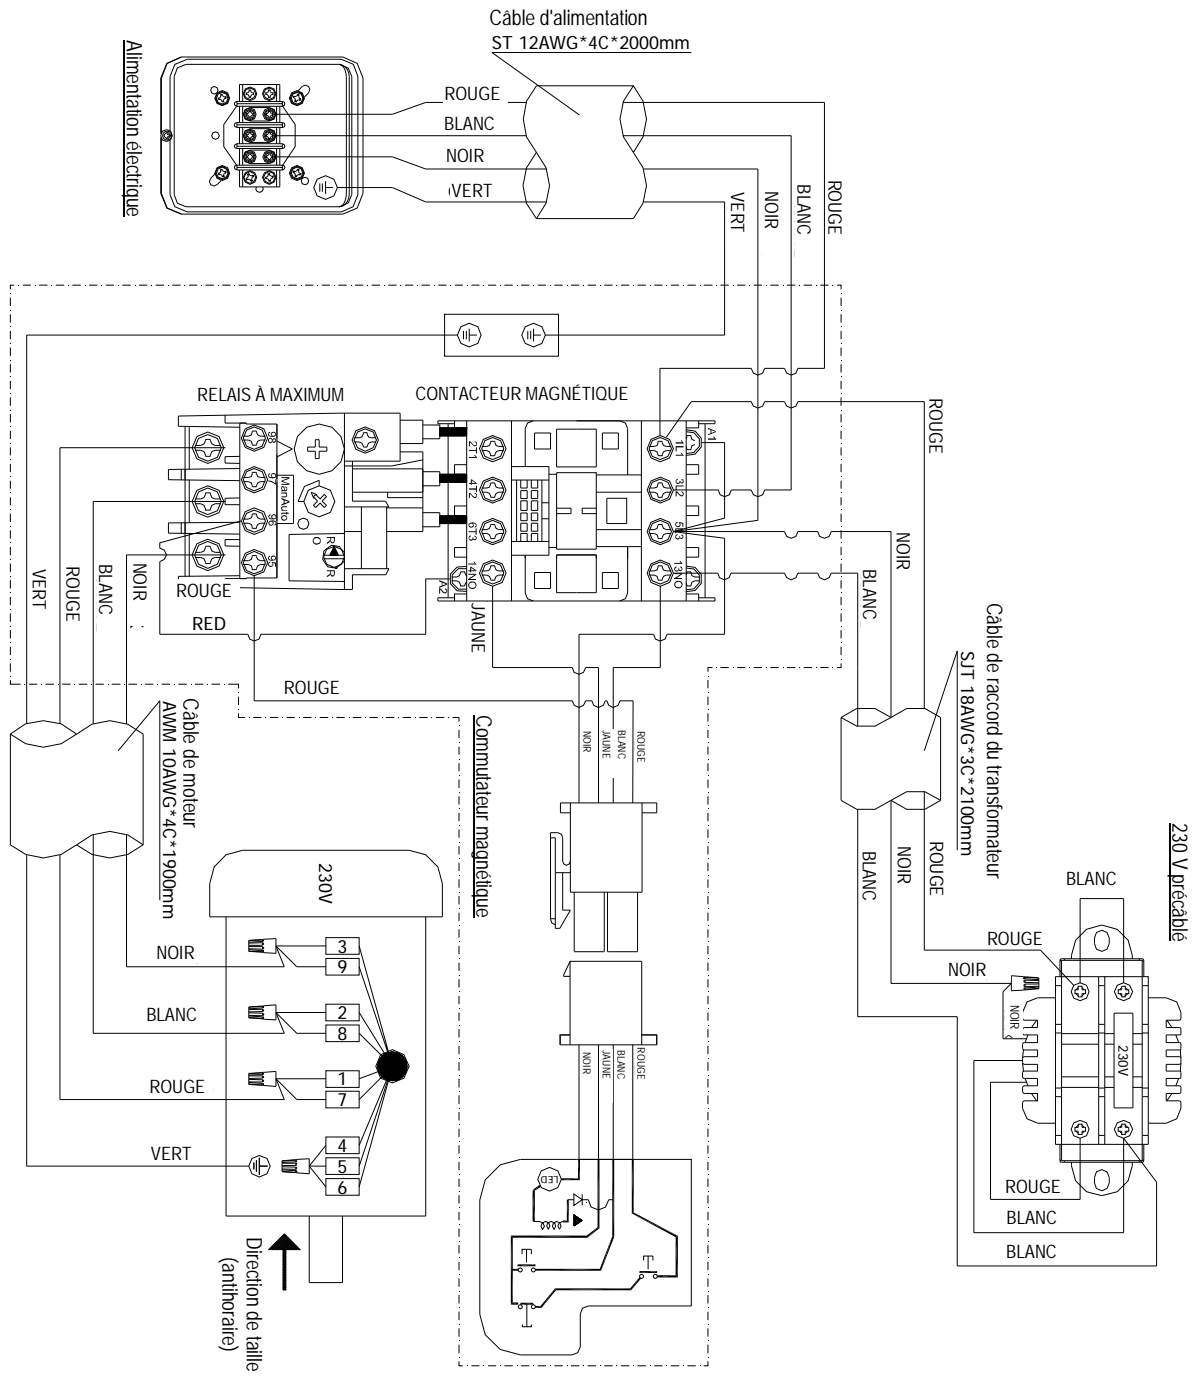 Câble d'alimentation
ST 12AWG*4C*2000mm
Alimentation électrique
ROUGE
BLANC
NOIR
VERT
VERT
NOIR
BLANC
ROUGE
RELAIS À MAXIMUM
CONTACTEUR MAGNÉTIQUE
ROUGE
98
97
96
95
ManAuto
R
R
2T1
4T2
6T3
14NO
A2
1L1
3L2
5L3
13NO
A1
VERT
ROUGE
BLANC
NOIR
ROUGE
RED
JAUNE
ROUGE
NOIR
BLANC
Câble de raccord du transformateur
SJT 18AWG*3C*2100mm
Câble de moteur
AWM 10AWG*4C*1900mm
Commutateur magnétique
NOIR
JAUNE
BLANC
ROUGE
BLANC
NOIR
ROUGE
230 V précâblé
BLANC
ROUGE
NOIR
NOIR
230V
ROUGE
BLANC
BLANC
230V
NOIR
3
9
BLANC
2
8
ROUGE
1
7
VERT
4
5
6
Direction de taille
(antihoraire)
NOIR
JAUNE
BLANC
ROUGE
LED